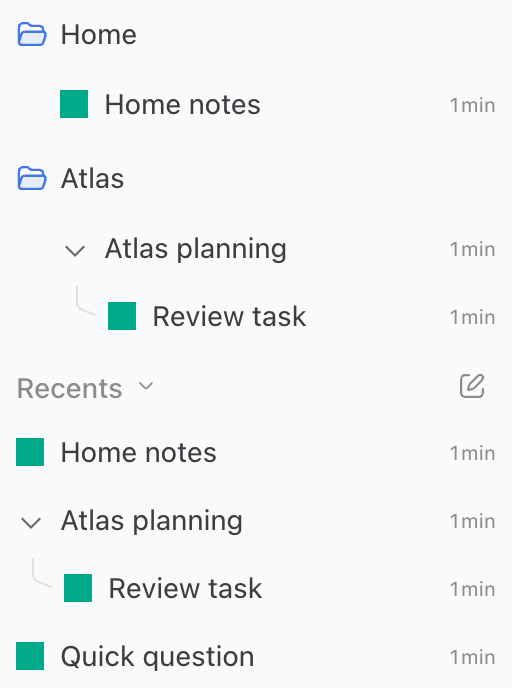 Home
Home notes 1min
Atlas
Atlas planning 1min
Review task 1min
Recents
Home notes 1min
Atlas planning 1min
Review task 1min
Quick question 1min